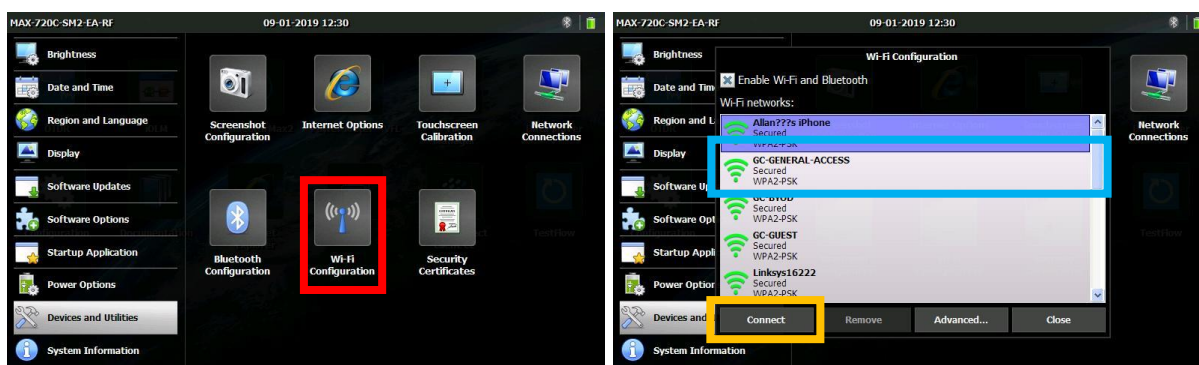 MAX-720C-SM2-EA-RF 09-01-2019 12:30
Brightness
Date and Time
Region and Language
Display
Software Updates
Software Options
Startup Application
Power Options
Devices and Utilities
System Information
Screenshot
Configuration
Internet Options
Touchscreen
Calibration
Network
Connections
Bluetooth
Configuration
Wi-Fi
Configuration
Security
Certificates
MAX-720C-SM2-EA-RF 09-01-2019 12:30
Brightness
Date and Tim
Region and L
Display
Software Up
Software Opt
Startup Appli
Power Option
Devices and
System Information
Wi-Fi Configuration
Enable Wi-Fi and Bluetooth
Wi-Fi networks:
Allan???s iPhone
Secured
WPA2-PSK
GC-GENERAL-ACCESS
Secured
WPA2-PSK
GC-BYOD
Secured
WPA2-PSK
GC-GUEST
Secured
WPA2-PSK
Linksys16222
Secured
WPA2-PSK
Connect Remove Advanced... Close
Network
Connections
TestFlow